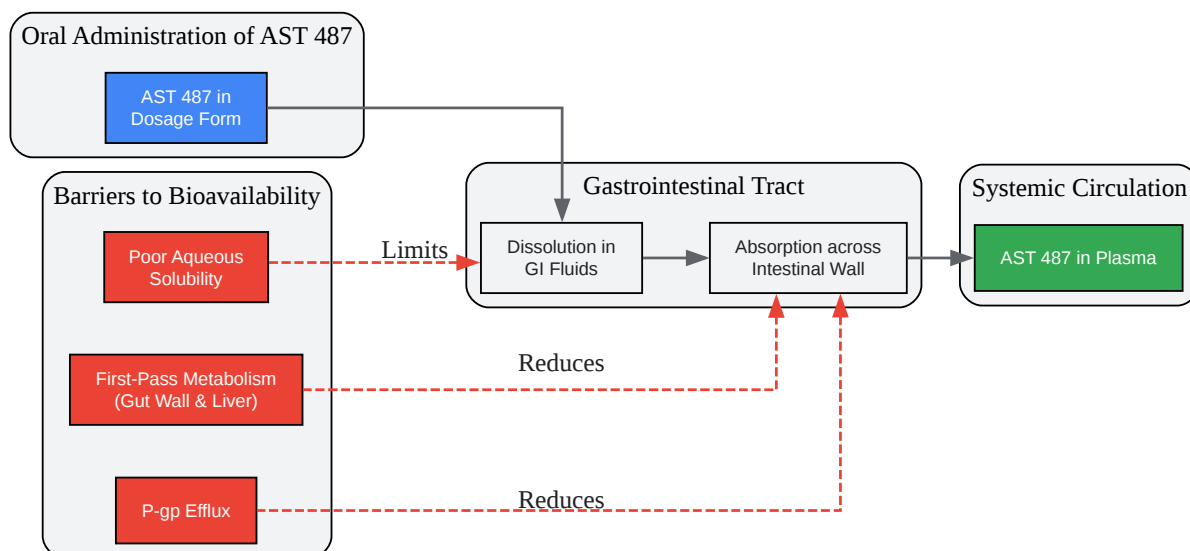 Oral Administration of AST 487
AST 487 in
Dosage Form
Barriers to Bioavailability
Poor Aqueous
Solubility
First-Pass Metabolism
(Gut Wall & Liver)
P-gp Efflux
Limits
Reduces
Reduces
Gastrointestinal Tract
Dissolution in
GI Fluids
Absorption across
Intestinal Wall
Systemic Circulation
AST 487 in Plasma